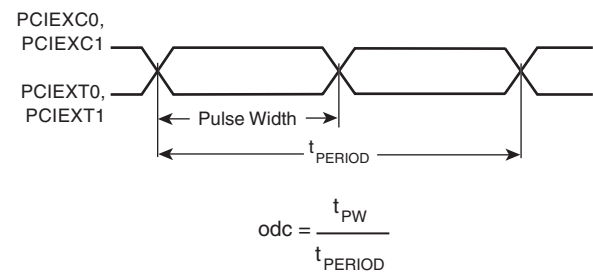 PCIEXC0,
PCIEXC1
PCIEXT0,
PCIEXT1
Pulse Width
tPERIOD
odc = tPW / tPERIOD